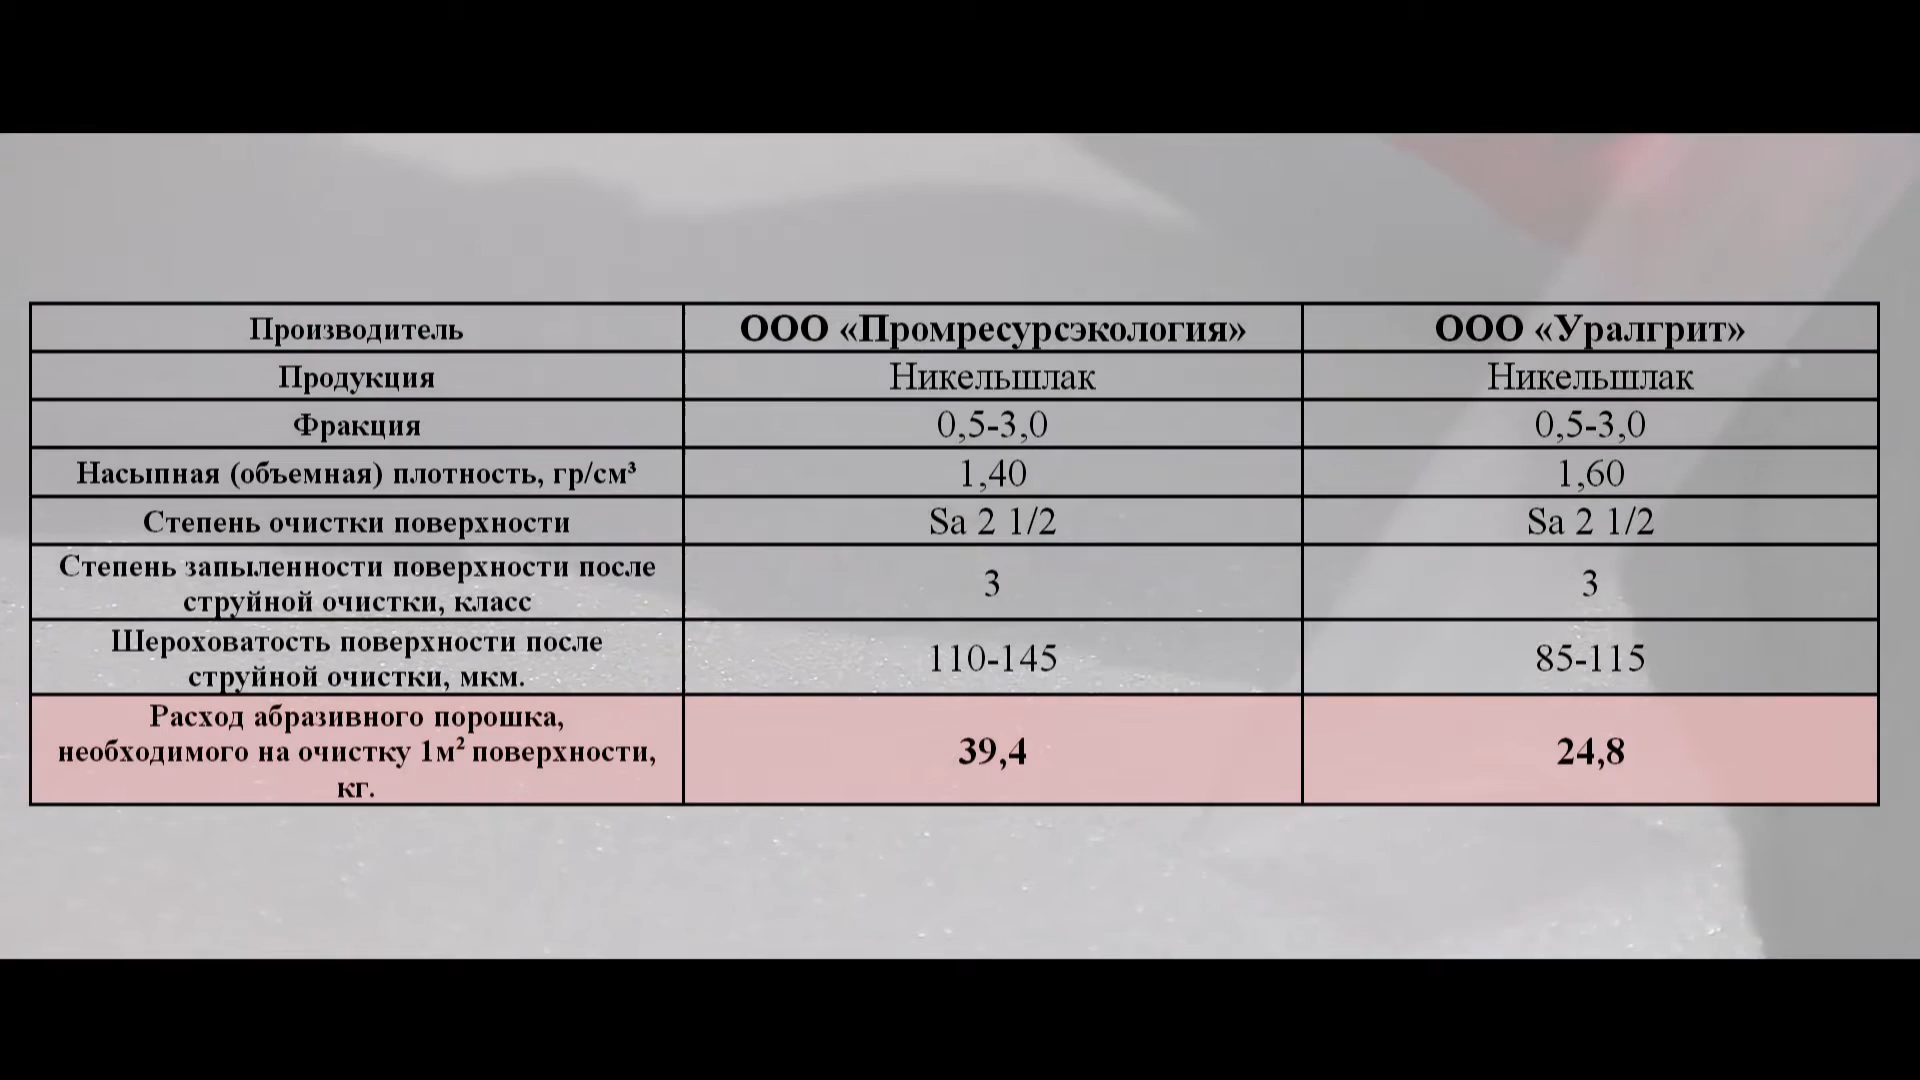 Производитель ООО «Промресурсэкология» ООО «Уралгрит»
Продукция Никельшлак Никельшлак
Фракция 0,5-3,0 0,5-3,0
Насыпная (объемная) плотность, гр/см³ 1,40 1,60
Степень очистки поверхности Sa 2 1/2 Sa 2 1/2
Степень запыленности поверхности после
струйной очистки, класс
3 3
Шероховатость поверхности после
струйной очистки, мкм.
110-145 85-115
Расход абразивного порошка,
необходимого на очистку 1м² поверхности,
кг.
39,4 24,8